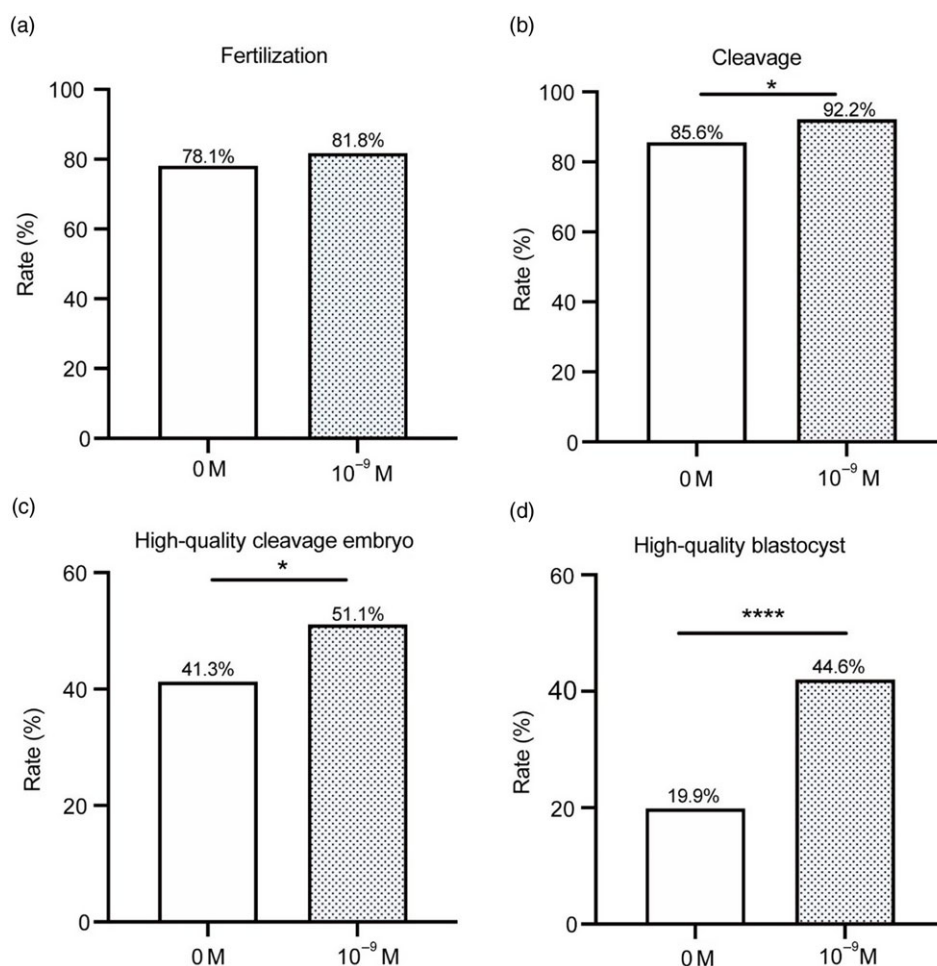 (a)
Fertilization
Rate (%)
100
80
60
40
20
0
78.1%
81.8%
0 M
10⁻⁹ M
(b)
Cleavage
*
Rate (%)
100
80
60
40
20
0
85.6%
92.2%
0 M
10⁻⁹ M
(c)
High-quality cleavage embryo
*
Rate (%)
60
40
20
0
41.3%
51.1%
0 M
10⁻⁹ M
(d)
High-quality blastocyst
****
Rate (%)
60
40
20
0
19.9%
44.6%
0 M
10⁻⁹ M